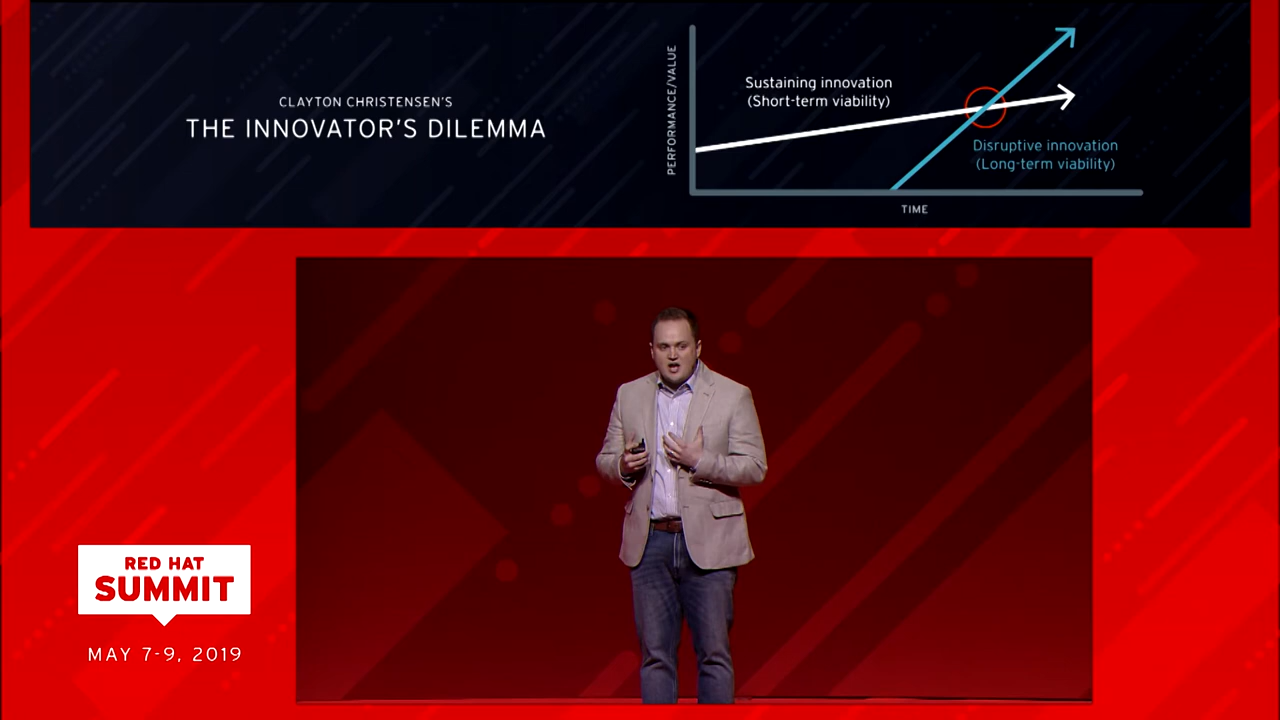 CLAYTON CHRISTENSEN'S
THE INNOVATOR'S DILEMMA
PERFORMANCE/VALUE
Sustaining innovation
(Short-term viability)
Disruptive innovation
(Long-term viability)
TIME
RED HAT
SUMMIT
MAY 7-9, 2019